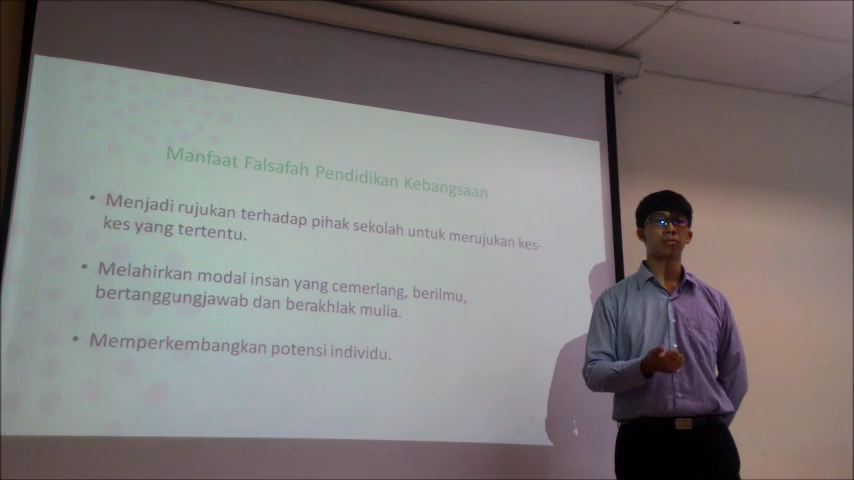 Manfaat Falsafah Pendidikan Kebangsaan
• Menjadi rujukan terhadap pihak sekolah untuk merujukan kes-
kes yang tertentu.
• Melahirkan modal insan yang cemerlang, berilmu,
bertanggungjawab dan berakhlak mulia.
• Memperkembangkan potensi individu.